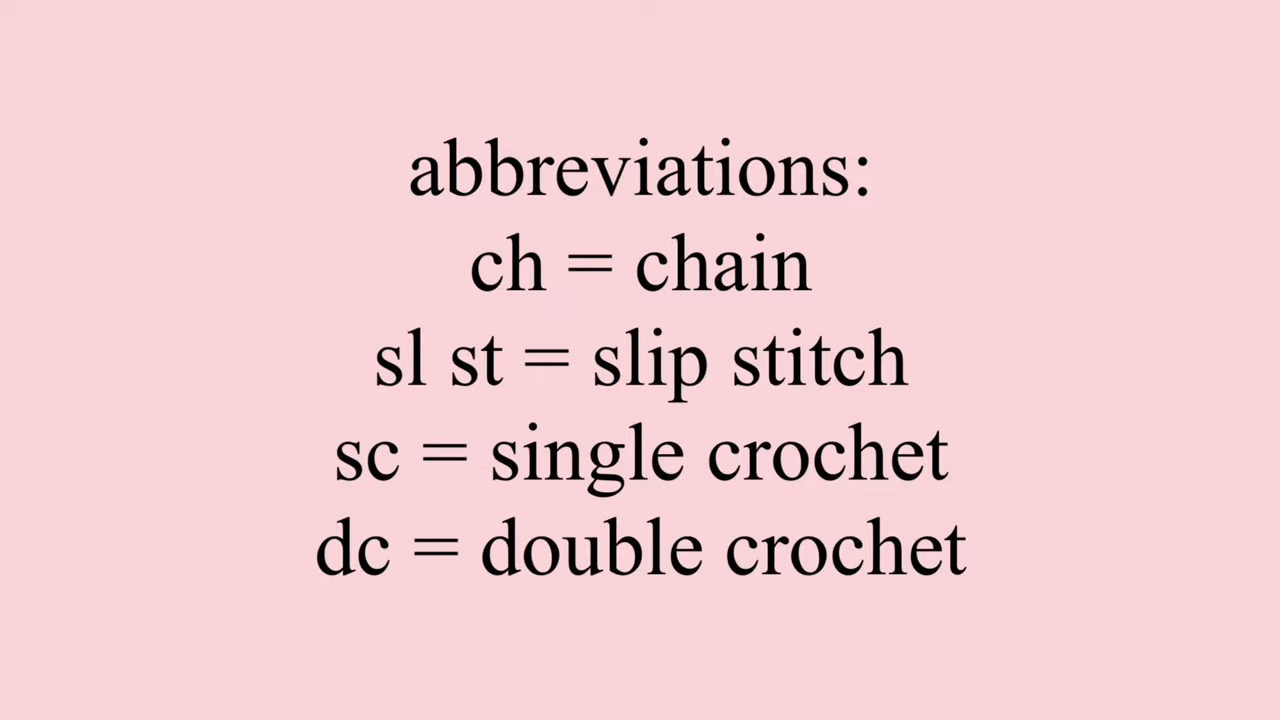 abbreviations:
ch = chain
sl st = slip stitch
sc = single crochet
dc = double crochet